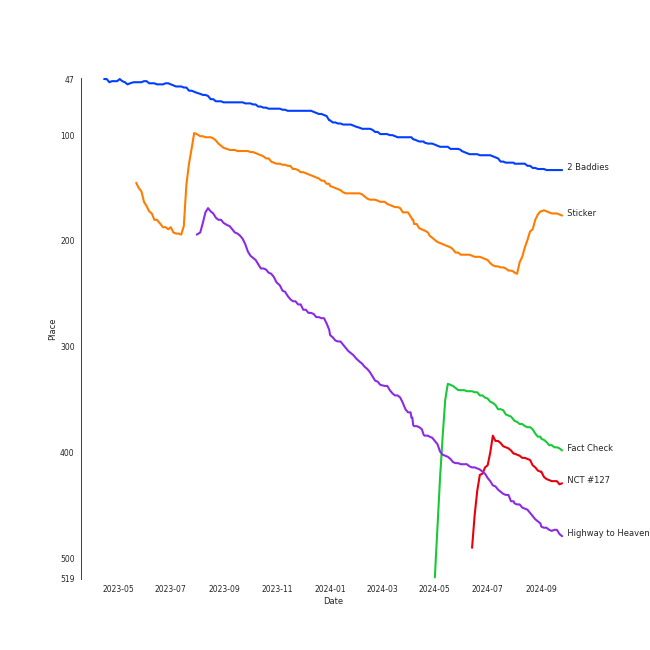 47
100
200
300
400
500
519
Place
2023-05
2023-07
2023-09
2023-11
2024-01
2024-03
2024-05
2024-07
2024-09
Date
2 Baddies
Sticker
Fact Check
NCT #127
Highway to Heaven